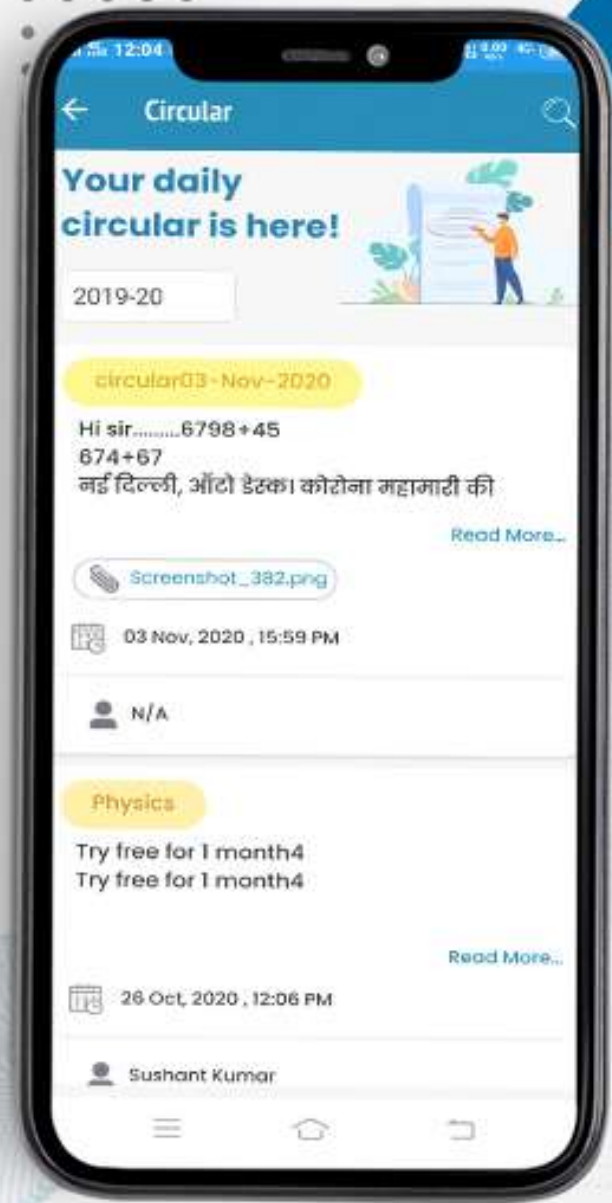 12:04
Circular
Your daily
circular is here!
2019-20
circular03-Nov-2020
Hi sir.........6798+45
674+67
नई दिल्ली, ऑटो डेस्क। कोरोना महामारी की
Read More...
Screenshot_382.png
03 Nov, 2020 , 15:59 PM
N/A
Physics
Try free for 1 month4
Try free for 1 month4
Read More...
26 Oct, 2020 , 12:06 PM
Sushant Kumar